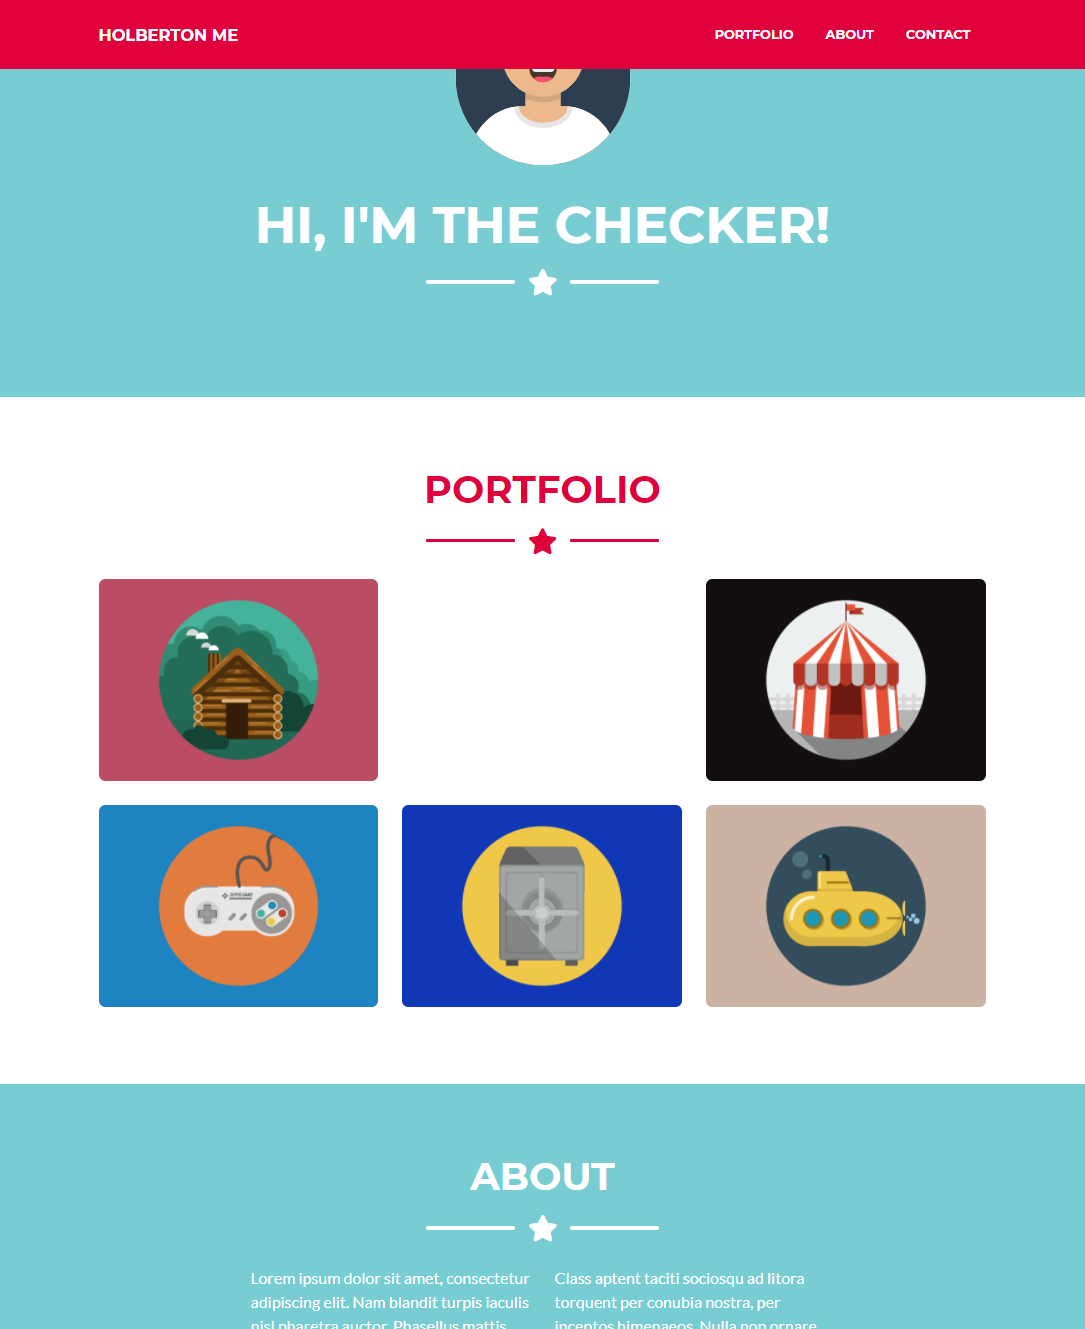 HOLBERTON ME
PORTFOLIO ABOUT CONTACT
HI, I'M THE CHECKER!
PORTFOLIO
SUPER GAME
ABOUT
Lorem ipsum dolor sit amet, consectetur
adipiscing elit. Nam blandit turpis iaculis
nisl pharetra auctor. Phasellus mattis
Class aptent taciti sociosqu ad litora
torquent per conubia nostra, per
inceptos himenaeos. Nulla non ornare